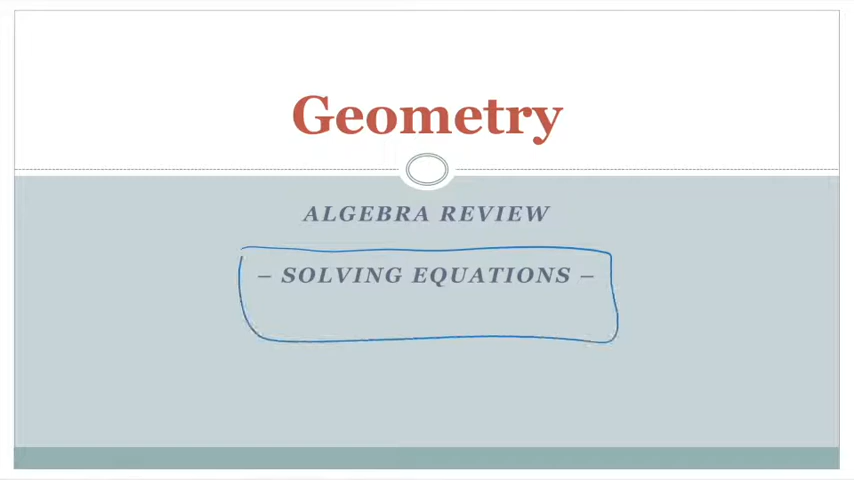 Geometry
ALGEBRA REVIEW
– SOLVING EQUATIONS –